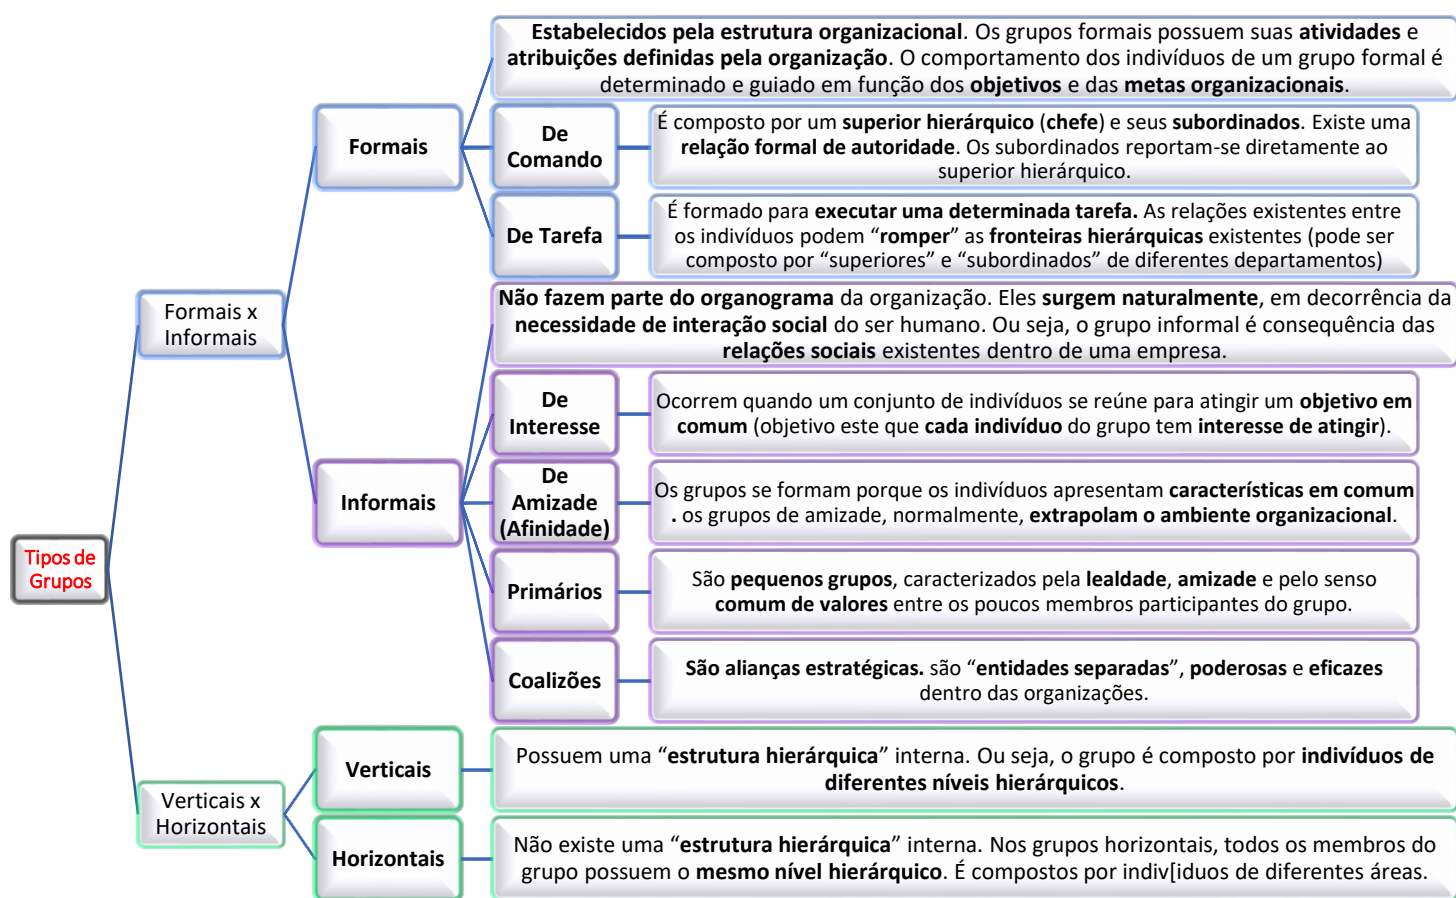 Tipos de
Grupos
Formais x
Informais
Formais
Estabelecidos pela estrutura organizacional. Os grupos formais possuem suas atividades e
atribuições definidas pela organização. O comportamento dos indivíduos de um grupo formal é
determinado e guiado em função dos objetivos e das metas organizacionais.
De
Comando
É composto por um superior hierárquico (chefe) e seus subordinados. Existe uma
relação formal de autoridade. Os subordinados reportam-se diretamente ao
superior hierárquico.
De Tarefa
É formado para executar uma determinada tarefa. As relações existentes entre
os indivíduos podem “romper” as fronteiras hierárquicas existentes (pode ser
composto por “superiores” e “subordinados” de diferentes departamentos)
Informais
Não fazem parte do organograma da organização. Eles surgem naturalmente, em decorrência da
necessidade de interação social do ser humano. Ou seja, o grupo informal é consequência das
relações sociais existentes dentro de uma empresa.
De
Interesse
Ocorrem quando um conjunto de indivíduos se reúne para atingir um objetivo em
comum (objetivo este que cada indivíduo do grupo tem interesse de atingir).
De
Amizade
(Afinidade)
Os grupos se formam porque os indivíduos apresentam características em comum
. os grupos de amizade, normalmente, extrapolam o ambiente organizacional.
Primários
São pequenos grupos, caracterizados pela lealdade, amizade e pelo senso
comum de valores entre os poucos membros participantes do grupo.
Coalizões
São alianças estratégicas. são “entidades separadas”, poderosas e eficazes
dentro das organizações.
Verticais x
Horizontais
Verticais
Possuem uma “estrutura hierárquica” interna. Ou seja, o grupo é composto por indivíduos de
diferentes níveis hierárquicos.
Horizontais
Não existe uma “estrutura hierárquica” interna. Nos grupos horizontais, todos os membros do
grupo possuem o mesmo nível hierárquico. É compostos por indiv[iduos de diferentes áreas.